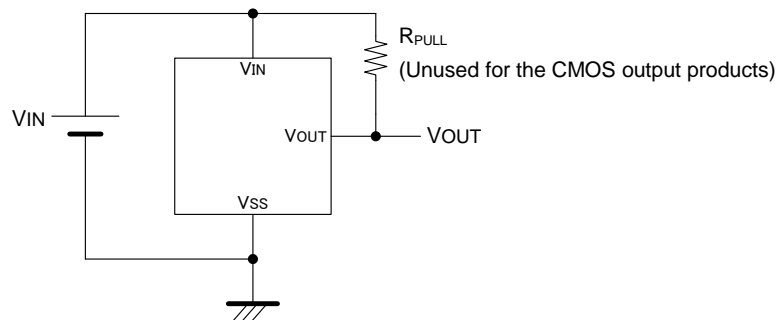 RPULL
(Unused for the CMOS output products)
VIN
VIN
VOUT
VOUT
VSS